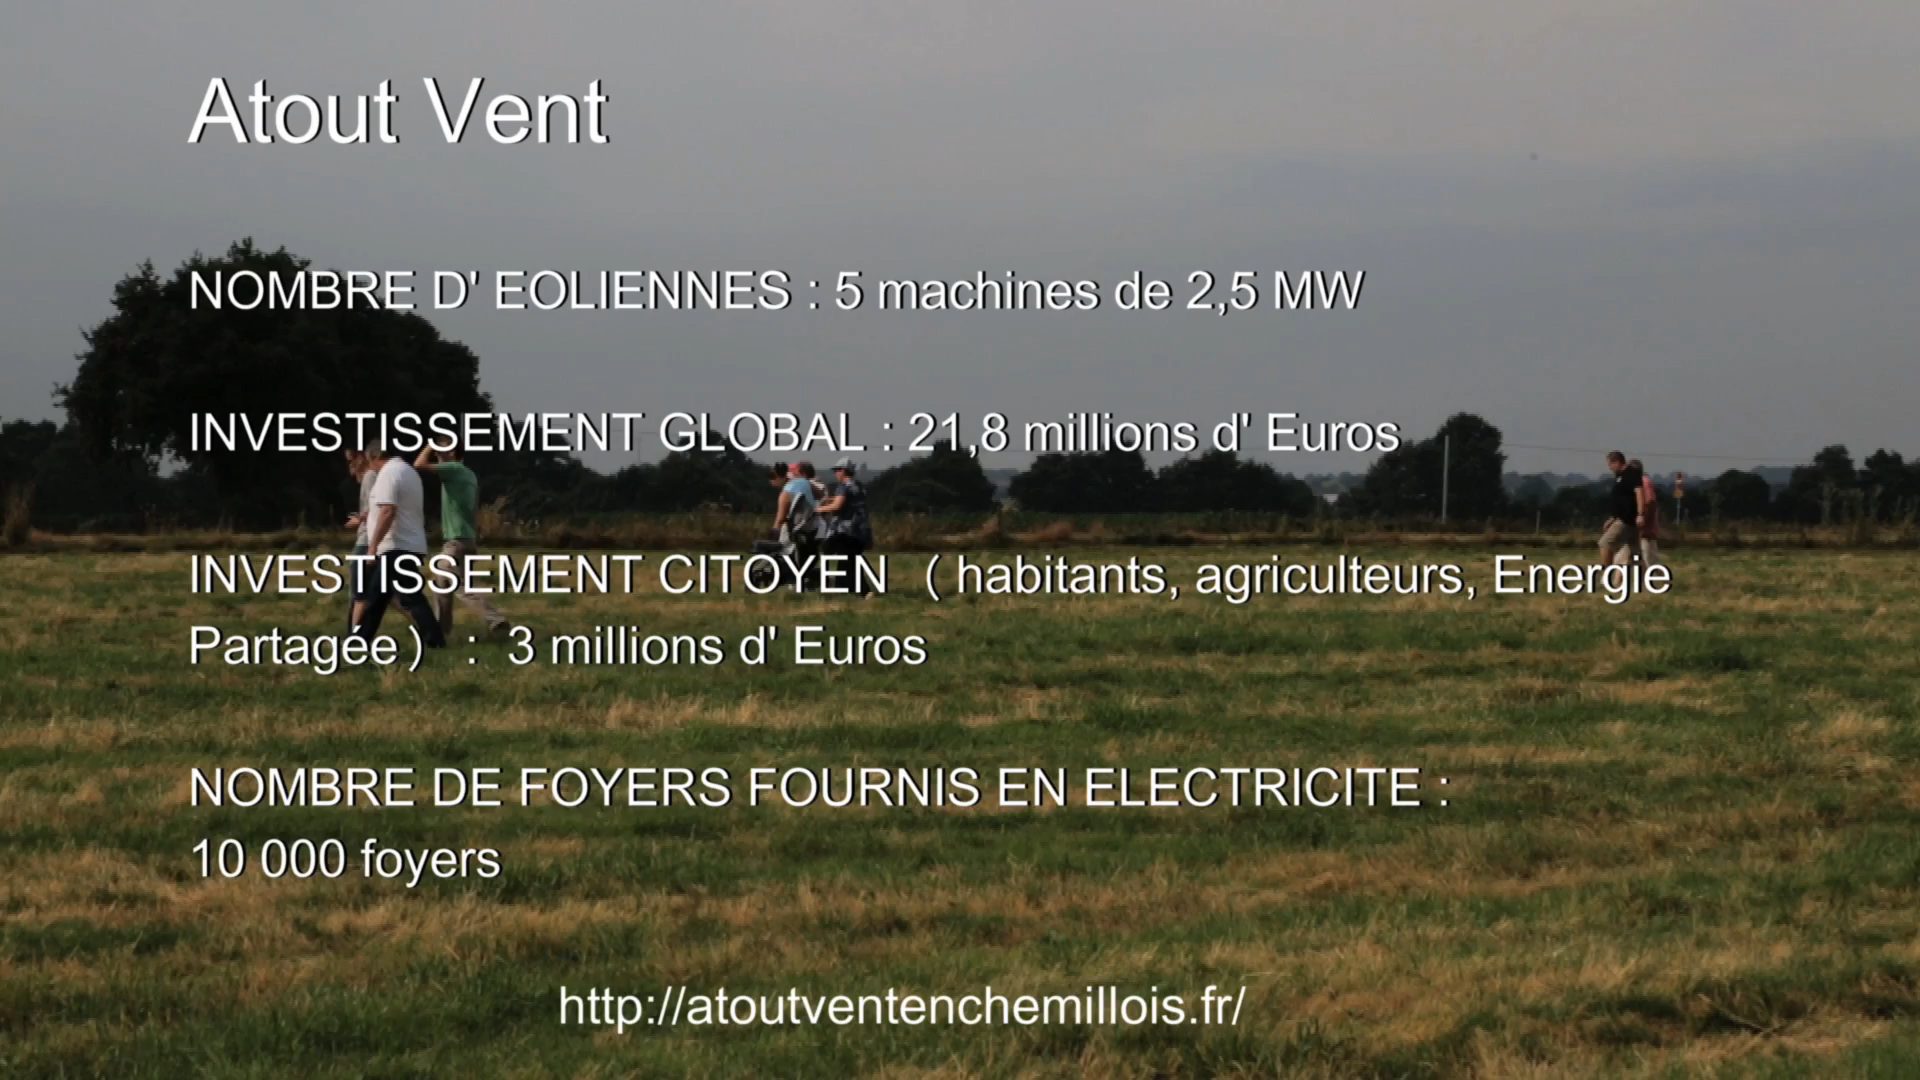 Atout Vent
NOMBRE D' EOLIENNES : 5 machines de 2,5 MW
INVESTISSEMENT GLOBAL : 21,8 millions d' Euros
INVESTISSEMENT CITOYEN ( habitants, agriculteurs, Energie
Partagée ) : 3 millions d' Euros
NOMBRE DE FOYERS FOURNIS EN ELECTRICITE :
10 000 foyers
http://atoutventenchemillois.fr/